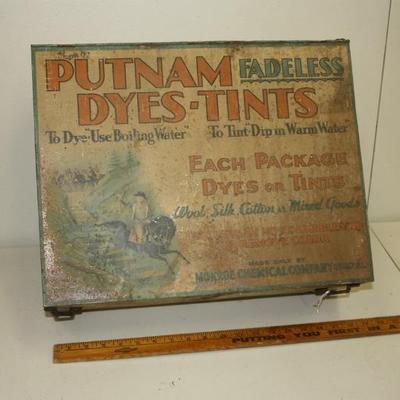 PUTNAM FADELESS
DYES-TINTS
To Dye-Use Boiling Water To Tint-Dip in Warm Water
EACH PACKAGE
DYES OR TINTS
Wool, Silk, Cotton or Mixed Goods
MADE ONLY BY
MONROE CHEMICAL COMPANY
PUTTING YOU FIRST IN A